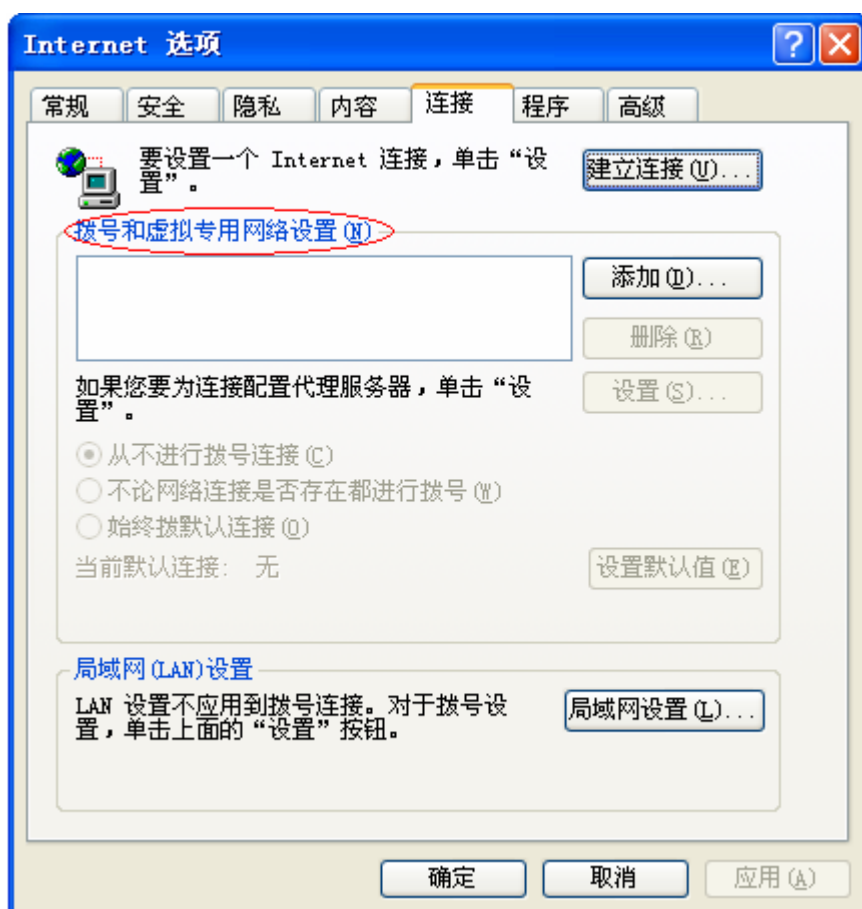 Internet 选项
常规 安全 隐私 内容 连接 程序 高级
要设置一个 Internet 连接，单击“设
置”。
建立连接(U)...
拨号和虚拟专用网络设置(N)
添加(D)...
删除(R)
如果您要为连接配置代理服务器，单击“设
置”。
设置(S)...
从不进行拨号连接(C)
不论网络连接是否存在都进行拨号(W)
始终拨默认连接(O)
当前默认连接: 无
设置默认值(E)
局域网(LAN)设置
LAN 设置不应用到拨号连接。对于拨号设
置，单击上面的“设置”按钮。
局域网设置(L)...
确定 取消 应用(A)